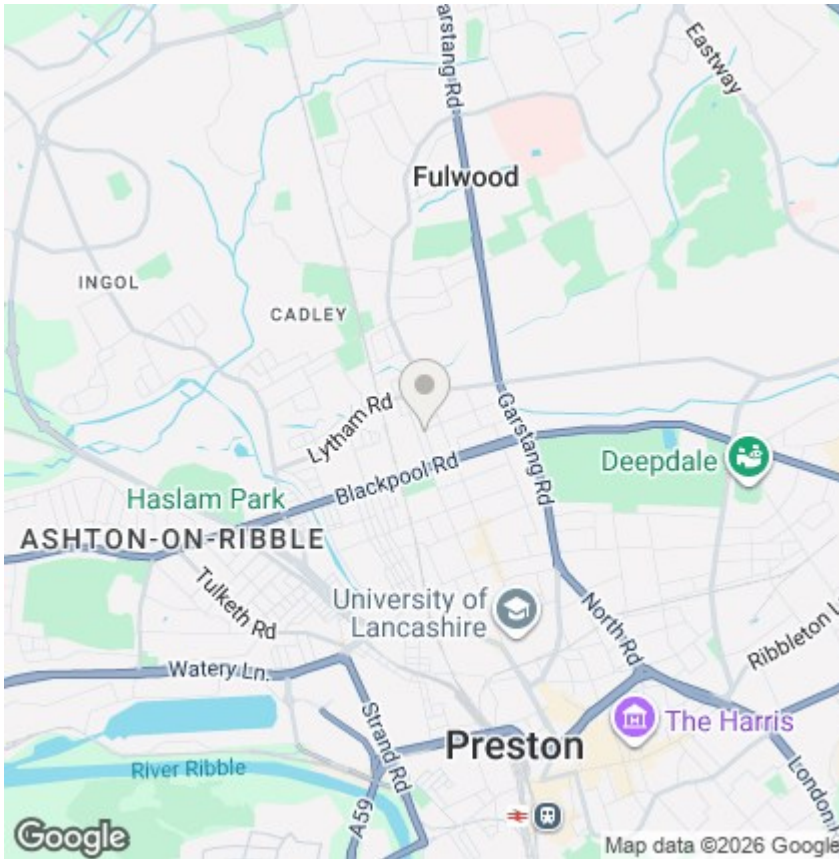 arstang Rd
Eastway
Fulwood
INGOL
CADLEY
Lytham Rd
Garstang Rd
Blackpool Rd
Deepdale
Haslam Park
ASHTON-ON-RIBBLE
Tulketh Rd
University of
Lancashire
North Rd
Ribbleton L
Watery Ln.
Strand Rd
The Harris
Preston
River Ribble
London
A59
Google
Map data ©2026 Google